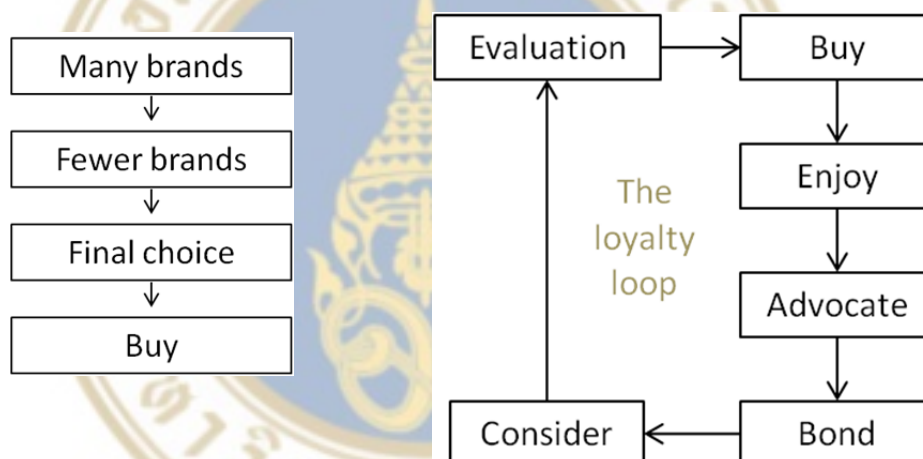 Many brands
Fewer brands
Final choice
Buy
Evaluation
Buy
Enjoy
The
loyalty
loop
Advocate
Consider
Bond